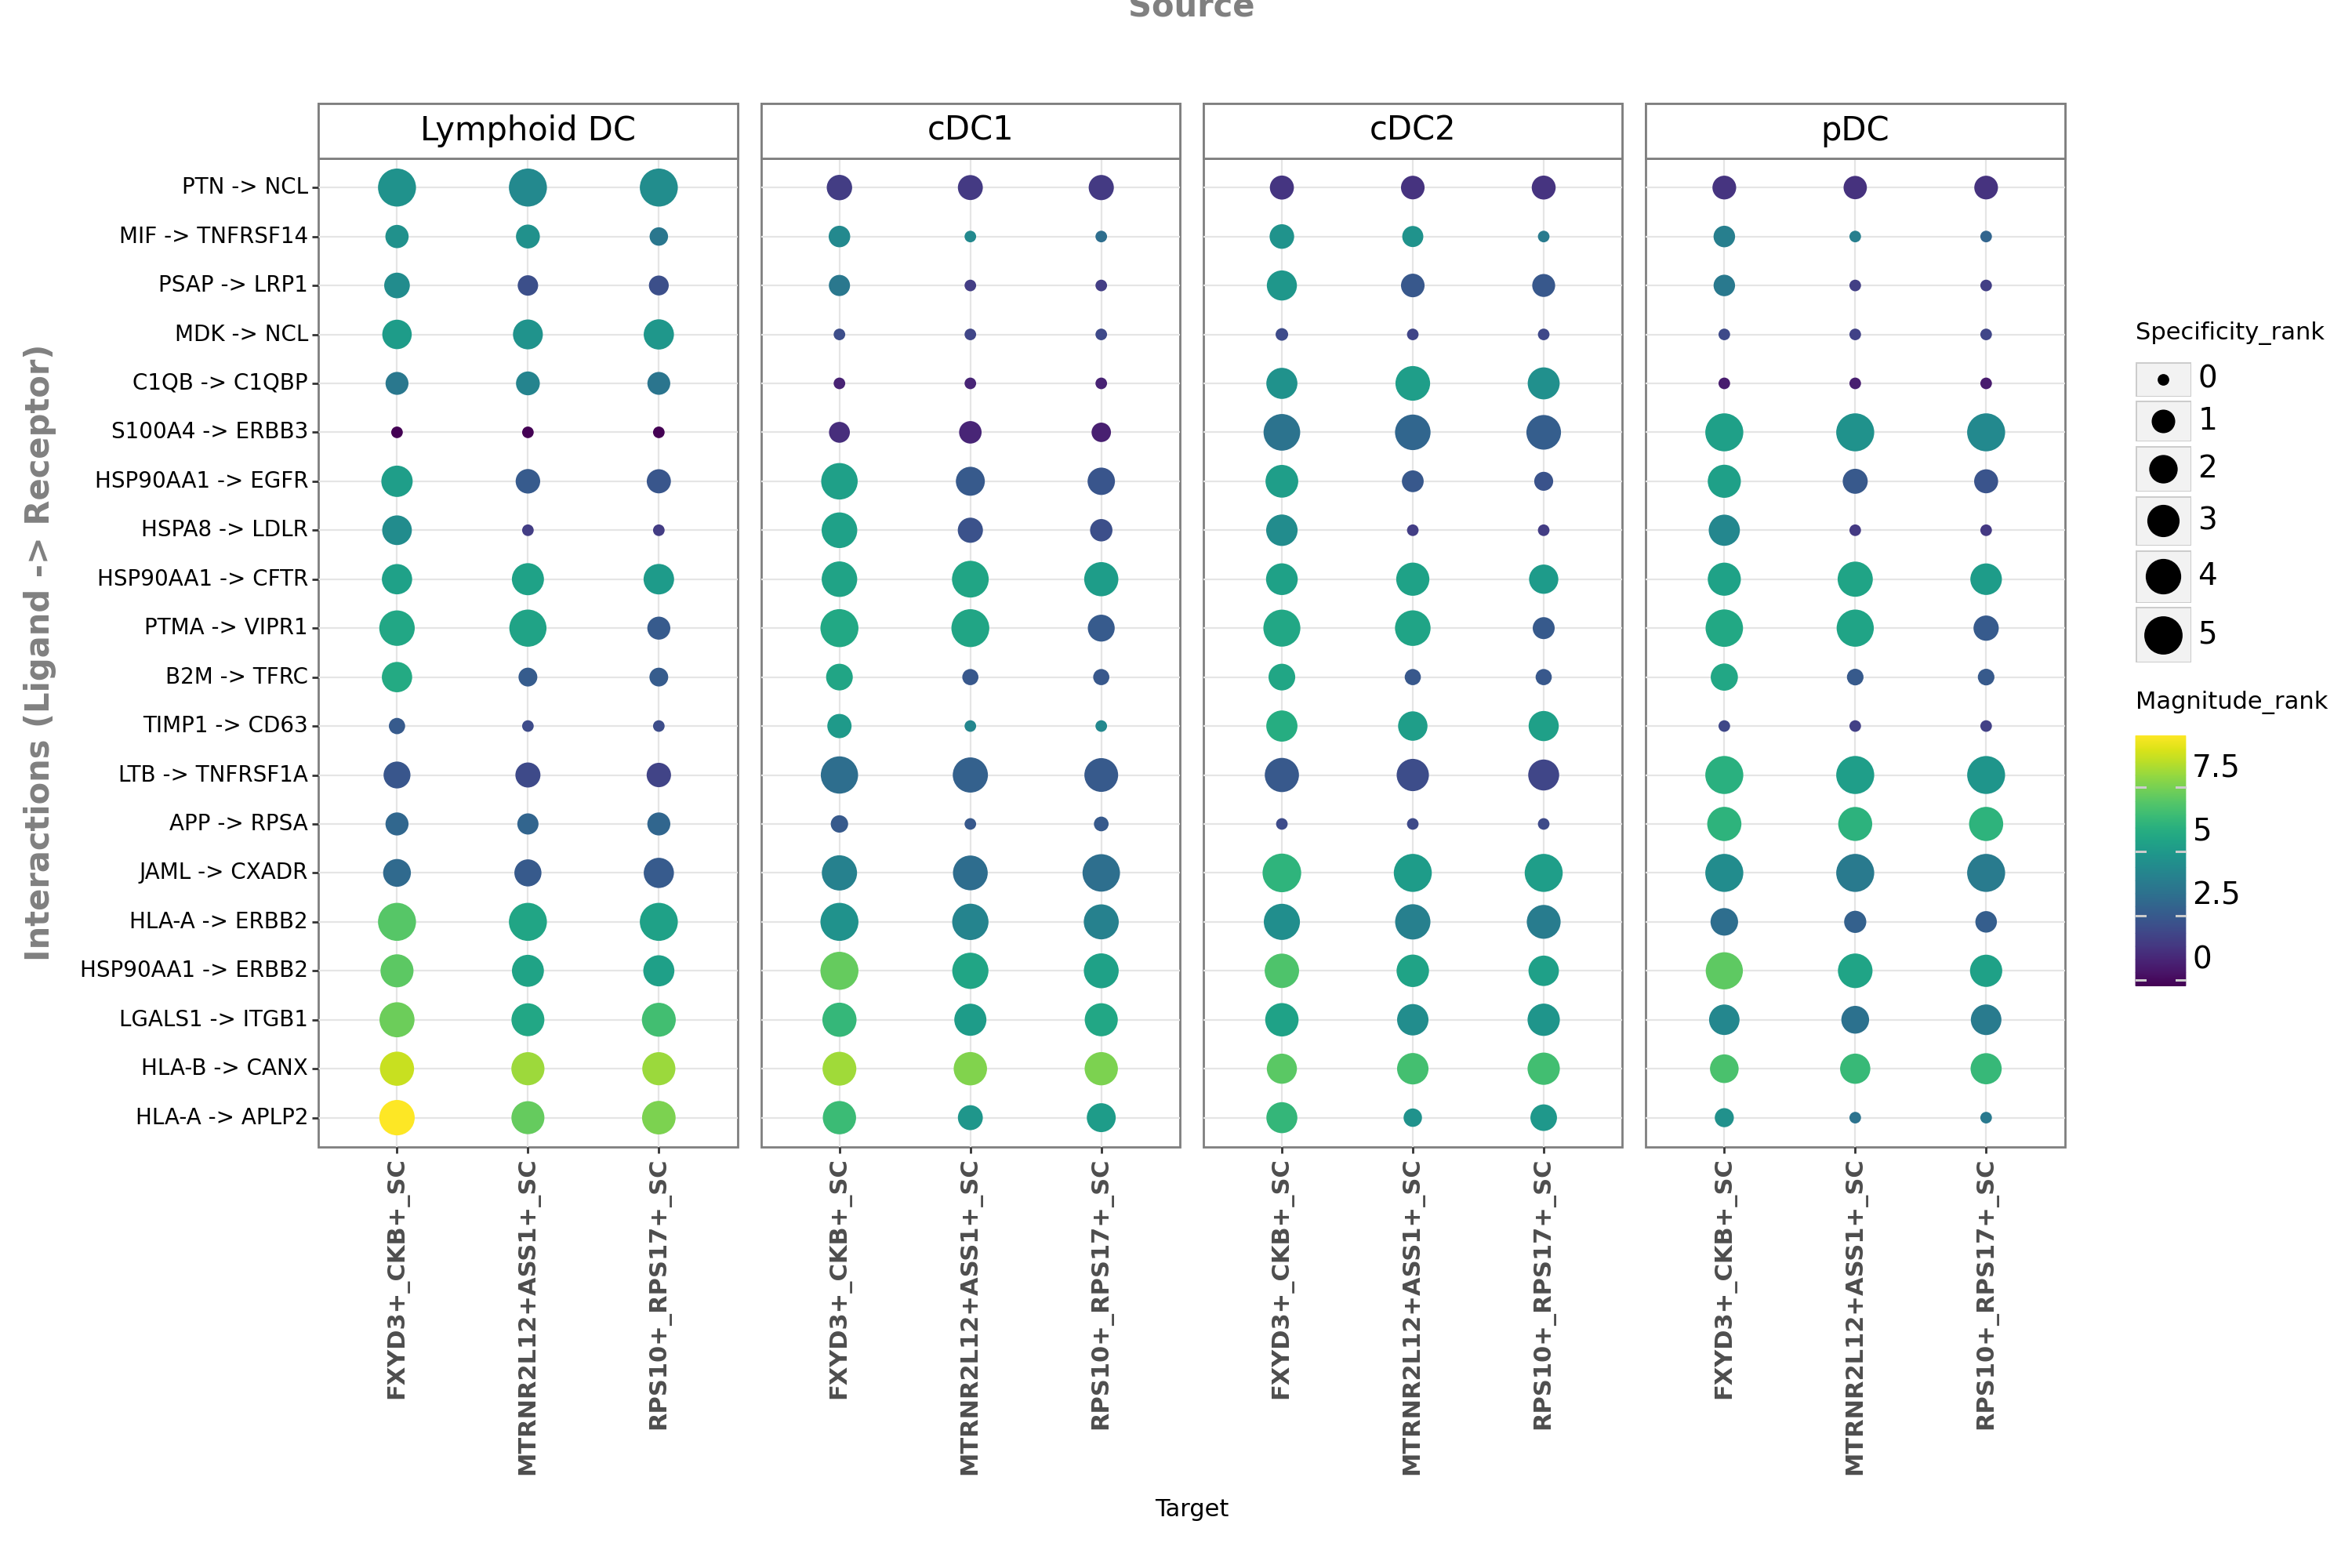 Source
Lymphoid DC
cDC1
cDC2
pDC
Interactions (Ligand -> Receptor)
PTN -> NCL
MIF -> TNFRSF14
PSAP -> LRP1
MDK -> NCL
C1QB -> C1QBP
S100A4 -> ERBB3
HSP90AA1 -> EGFR
HSPA8 -> LDLR
HSP90AA1 -> CFTR
PTMA -> VIPR1
B2M -> TFRC
TIMP1 -> CD63
LTB -> TNFRSF1A
APP -> RPSA
JAML -> CXADR
HLA-A -> ERBB2
HSP90AA1 -> ERBB2
LGALS1 -> ITGB1
HLA-B -> CANX
HLA-A -> APLP2
FXYD3+_CKB+_SC
MTRNR2L12+ASS1+_SC
RPS10+_RPS17+_SC
FXYD3+_CKB+_SC
MTRNR2L12+ASS1+_SC
RPS10+_RPS17+_SC
FXYD3+_CKB+_SC
MTRNR2L12+ASS1+_SC
RPS10+_RPS17+_SC
FXYD3+_CKB+_SC
MTRNR2L12+ASS1+_SC
RPS10+_RPS17+_SC
Target
Specificity_rank
0
1
2
3
4
5
Magnitude_rank
7.5
5
2.5
0